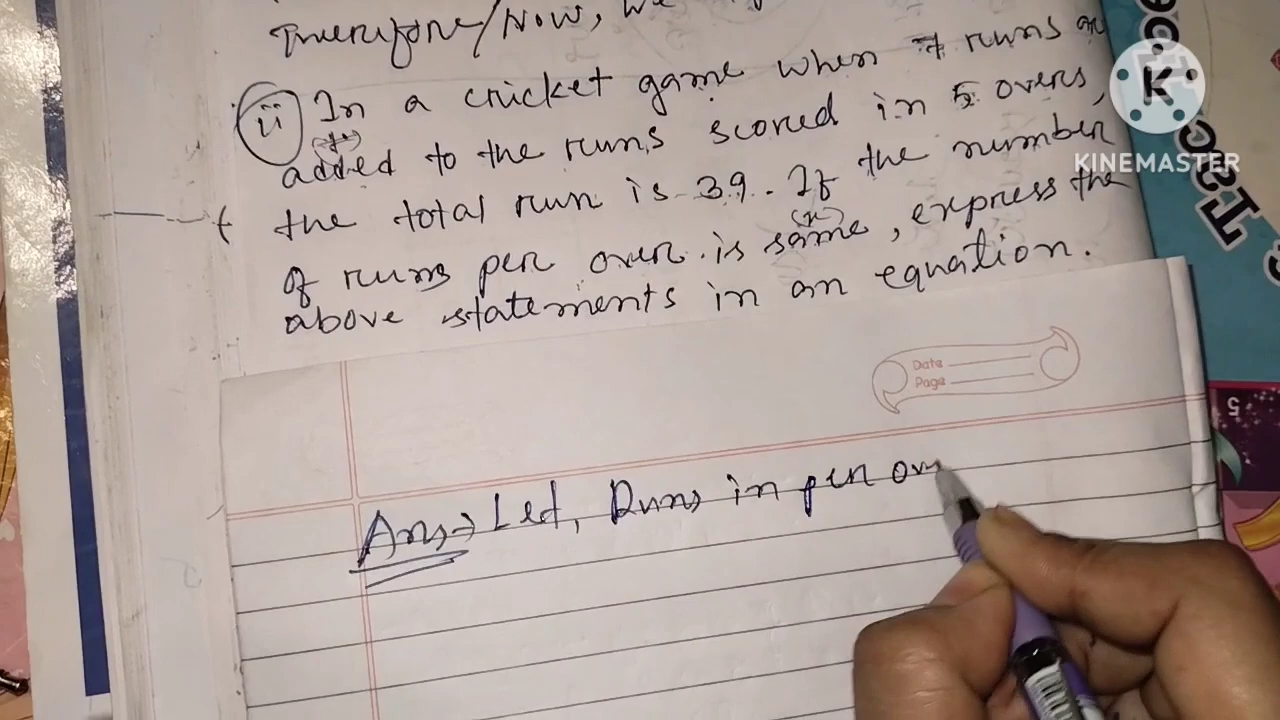 Therefore/Now, we
ii In a cricket game when 7 runs
(+)
added to the runs scored in 5 overs,
the total run is 39. If the number
(x)
of runs per over is same, express the
above statements in an equation.
K
KINEMASTER
Date
Page
Ans→ Let, Runs in per ove
5